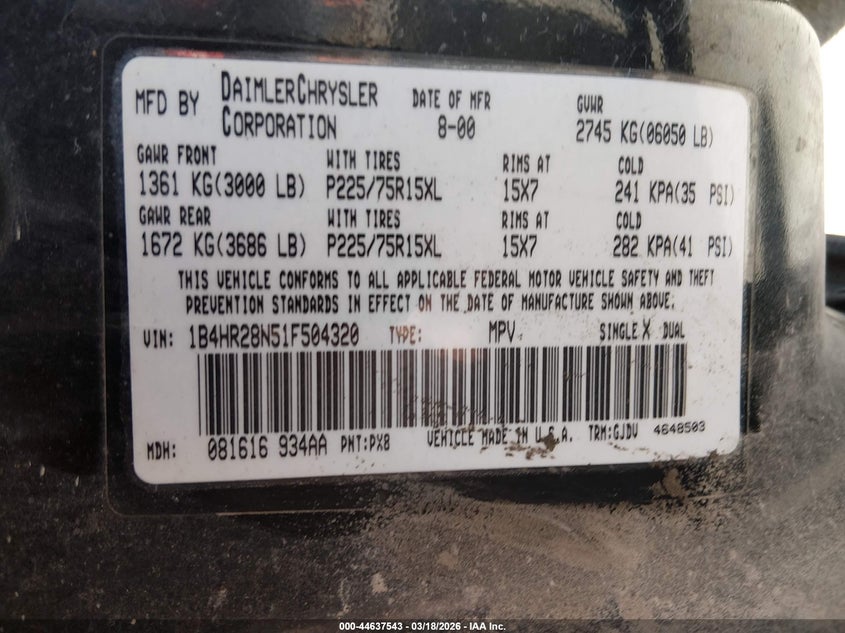 MFD BY DAIMLERCHRYSLER CORPORATION DATE OF MFR 8-00 GVWR 2745 KG(06050 LB)
GAWR FRONT WITH TIRES RIMS AT COLD
1361 KG(3000 LB) P225/75R15XL 15X7 241 KPA(35 PSI)
GAWR REAR WITH TIRES RIMS AT COLD
1672 KG(3686 LB) P225/75R15XL 15X7 282 KPA(41 PSI)
THIS VEHICLE CONFORMS TO ALL APPLICABLE FEDERAL MOTOR VEHICLE SAFETY AND THEFT
PREVENTION STANDARDS IN EFFECT ON THE DATE OF MANUFACTURE SHOWN ABOVE.
VIN: 1B4HR28N51F504320 TYPE: MPV SINGLE X DUAL
MDH: 081616 934AA PNT:PX8 VEHICLE MADE IN U.S.A. TRM:GJDV 4648503
000-44637543 - 03/18/2026 - IAA Inc.